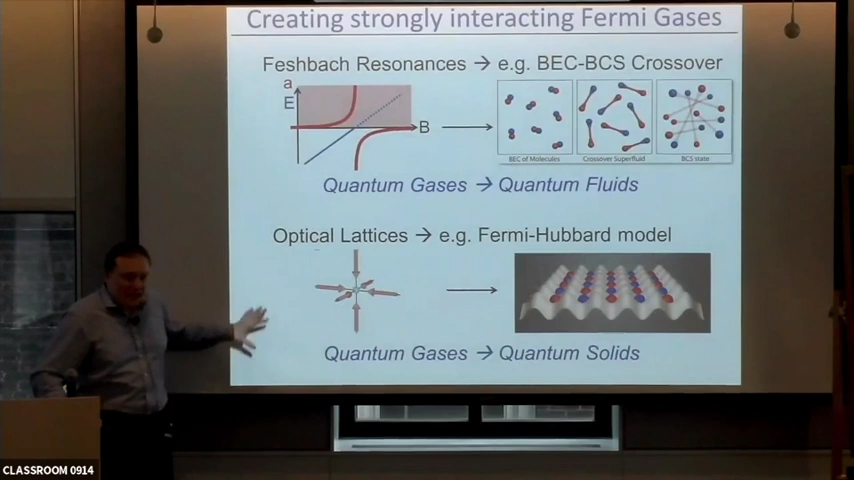 Creating strongly interacting Fermi Gases
Feshbach Resonances → e.g. BEC-BCS Crossover
a
E
B
BEC of Molecules
Crossover Superfluid
BCS state
Quantum Gases → Quantum Fluids
Optical Lattices → e.g. Fermi-Hubbard model
Quantum Gases → Quantum Solids
CLASSROOM 0914